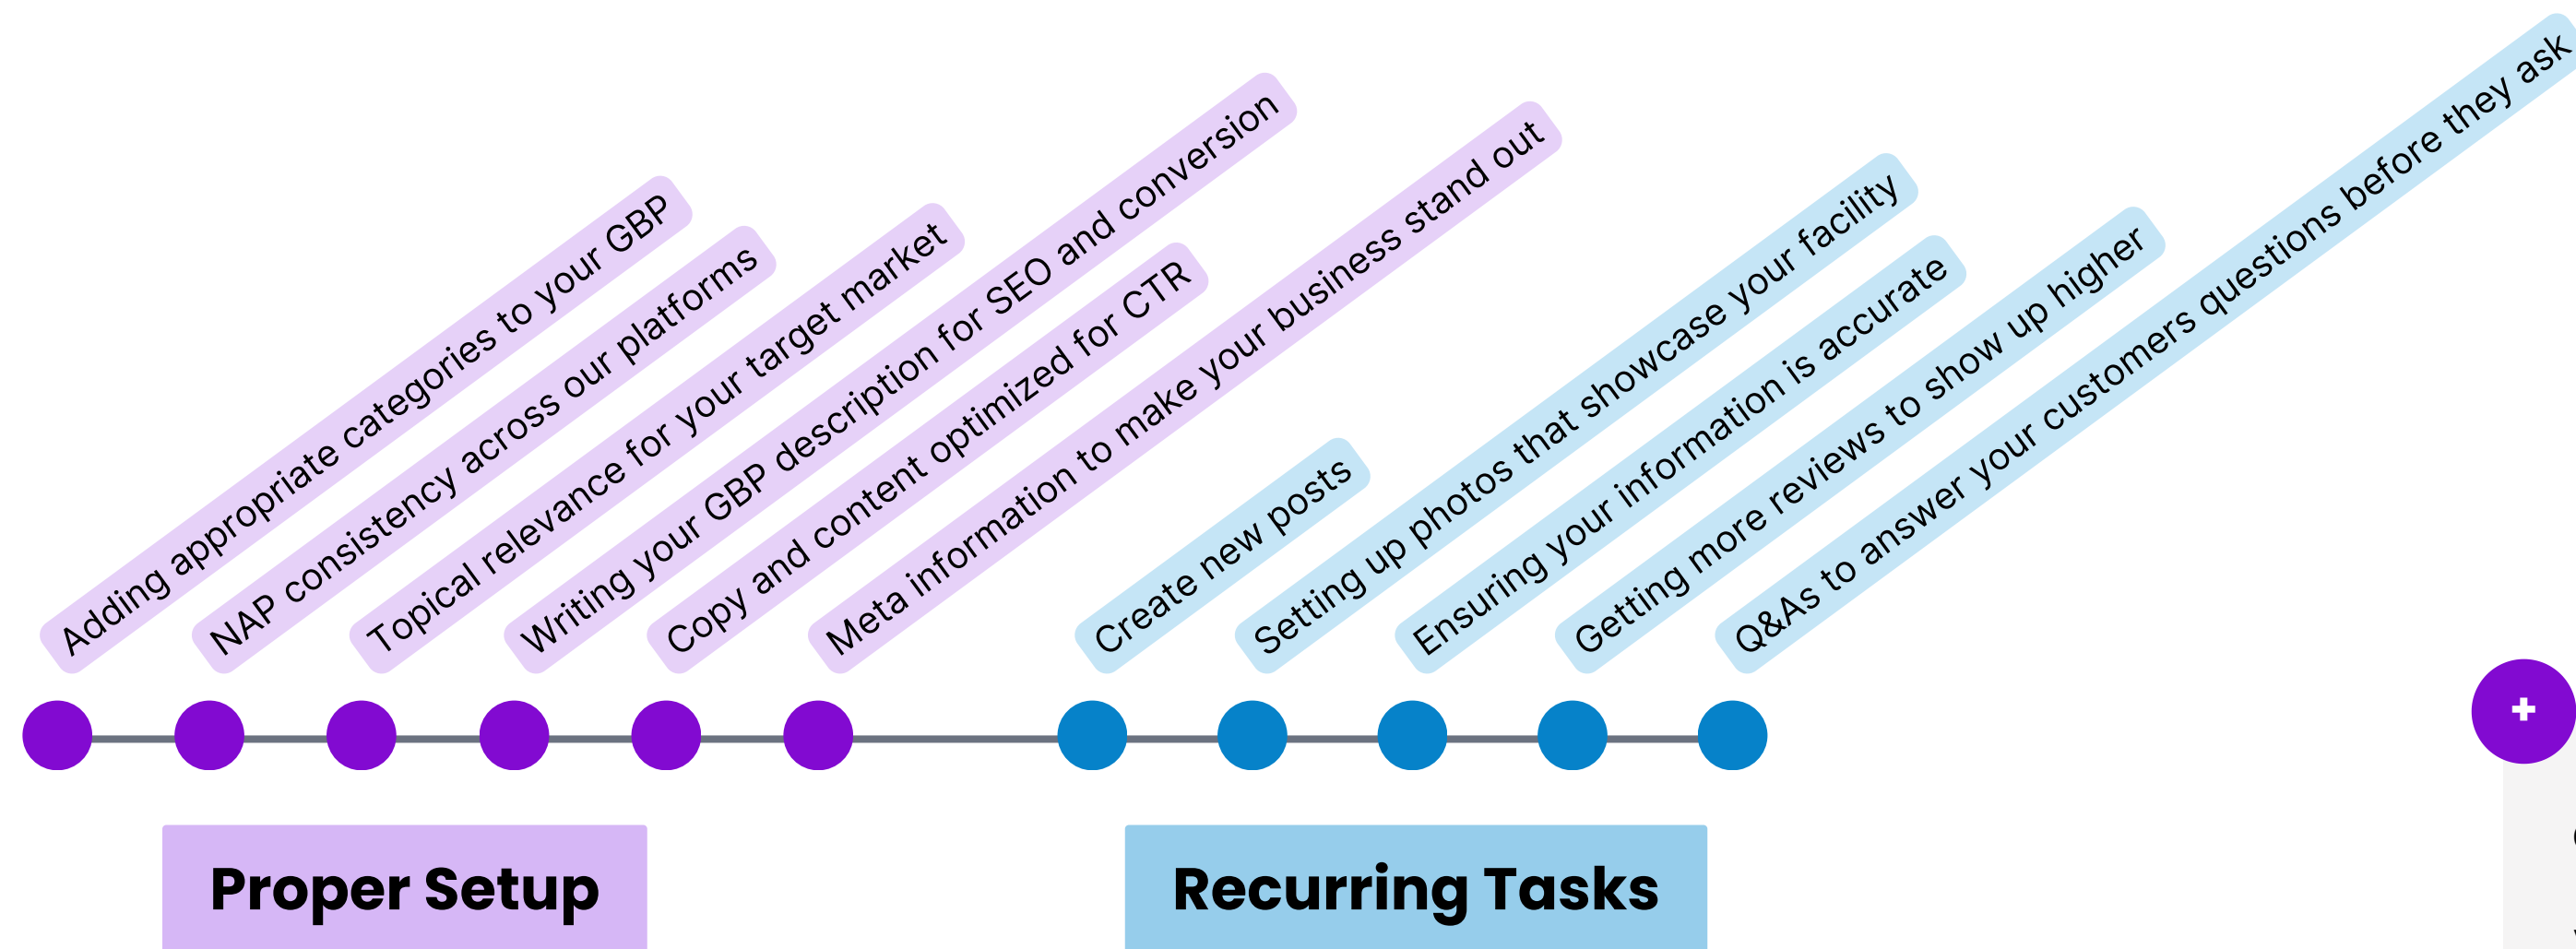 Adding appropriate categories to your GBP
NAP consistency across our platforms
Topical relevance for your target market
Writing your GBP description for SEO and conversion
Copy and content optimized for CTR
Meta information to make your business stand out
Create new posts
Setting up photos that showcase your facility
Ensuring your information is accurate
Getting more reviews to show up higher
Q&As to answer your customers questions before they ask
+
Proper Setup
Recurring Tasks